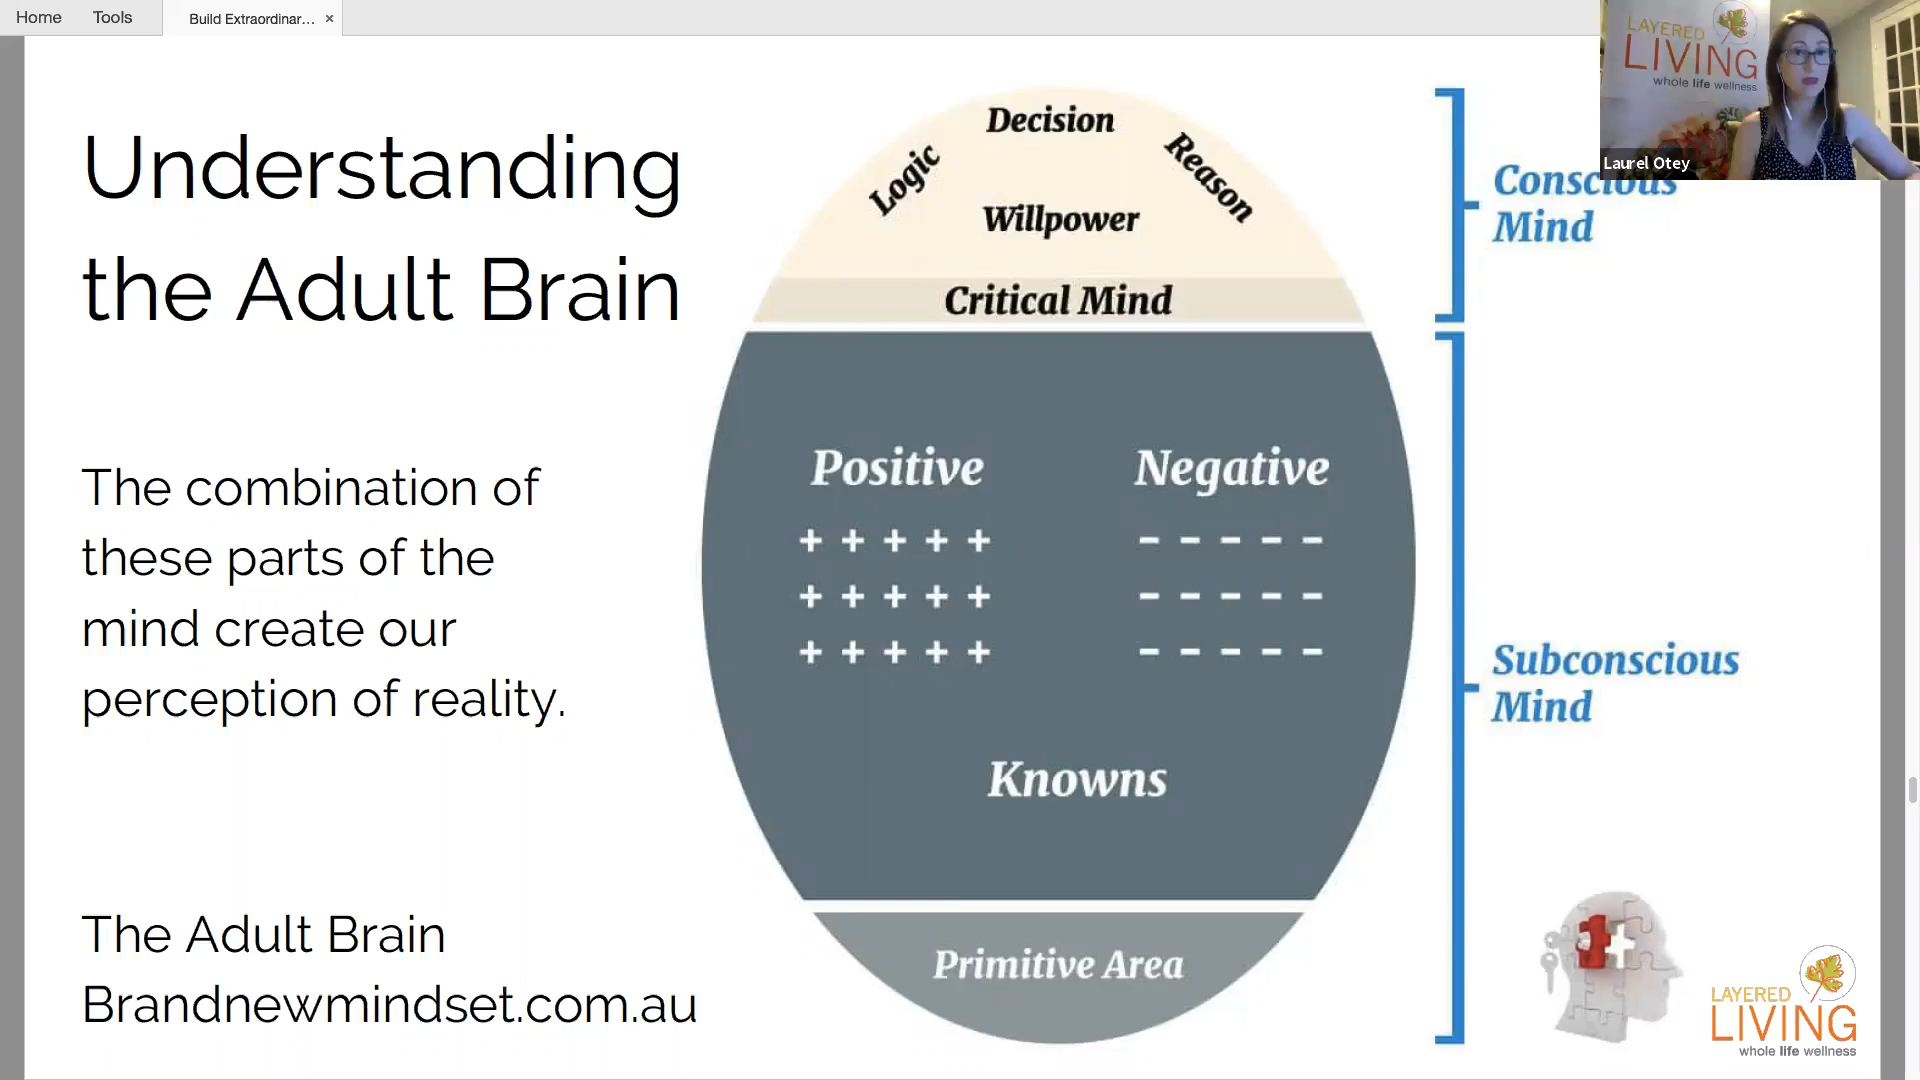 Home
Tools
Build Extraordinar...
×
LAYERED
LIVING
whole life wellness
Laurel Otey
Understanding
the Adult Brain
The combination of
these parts of the
mind create our
perception of reality.
The Adult Brain
Brandnewmindset.com.au
Decision
Logic
Reason
Willpower
Critical Mind
Positive
Negative
+ + + + +
− − − − −
+ + + + +
− − − − −
+ + + + +
− − − − −
Knowns
Primitive Area
Conscious
Mind
Subconscious
Mind
LAYERED
LIVING
whole life wellness